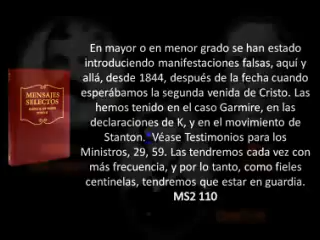 MENSAJES
SELECTOS
En mayor o en menor grado se han estado
introduciendo manifestaciones falsas, aquí y
allá, desde 1844, después de la fecha cuando
esperábamos la segunda venida de Cristo. Las
hemos tenido en el caso Garmire, en las
declaraciones de K, y en el movimiento de
Stanton. Véase Testimonios para los
Ministros, 29, 59. Las tendremos cada vez con
más frecuencia, y por lo tanto, como fieles
centinelas, tendremos que estar en guardia.
MS2 110